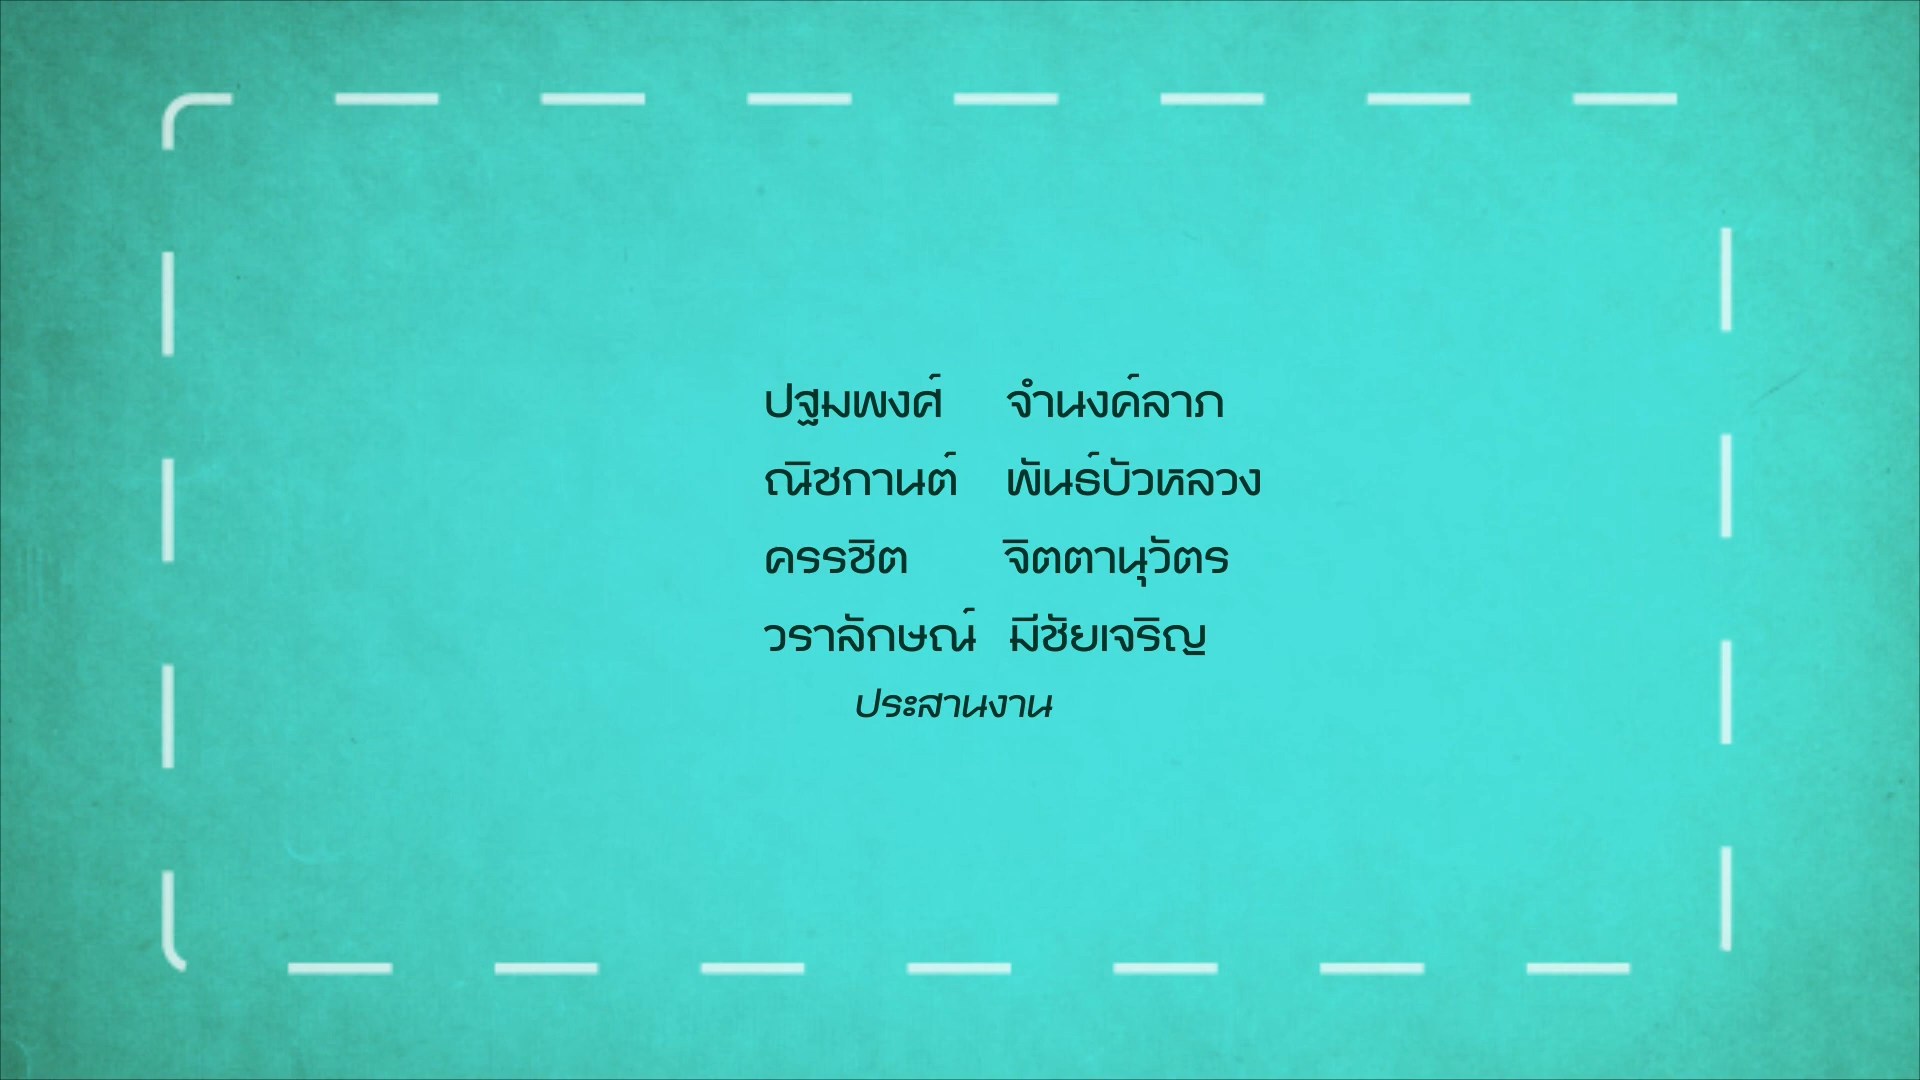 ปฐมพงศ์ จำนงค์ลาภ
ณิชกานต์ พันธ์บัวหลวง
ครรชิต จิตตานุวัตร
วราลักษณ์ มีชัยเจริญ
ประสานงาน